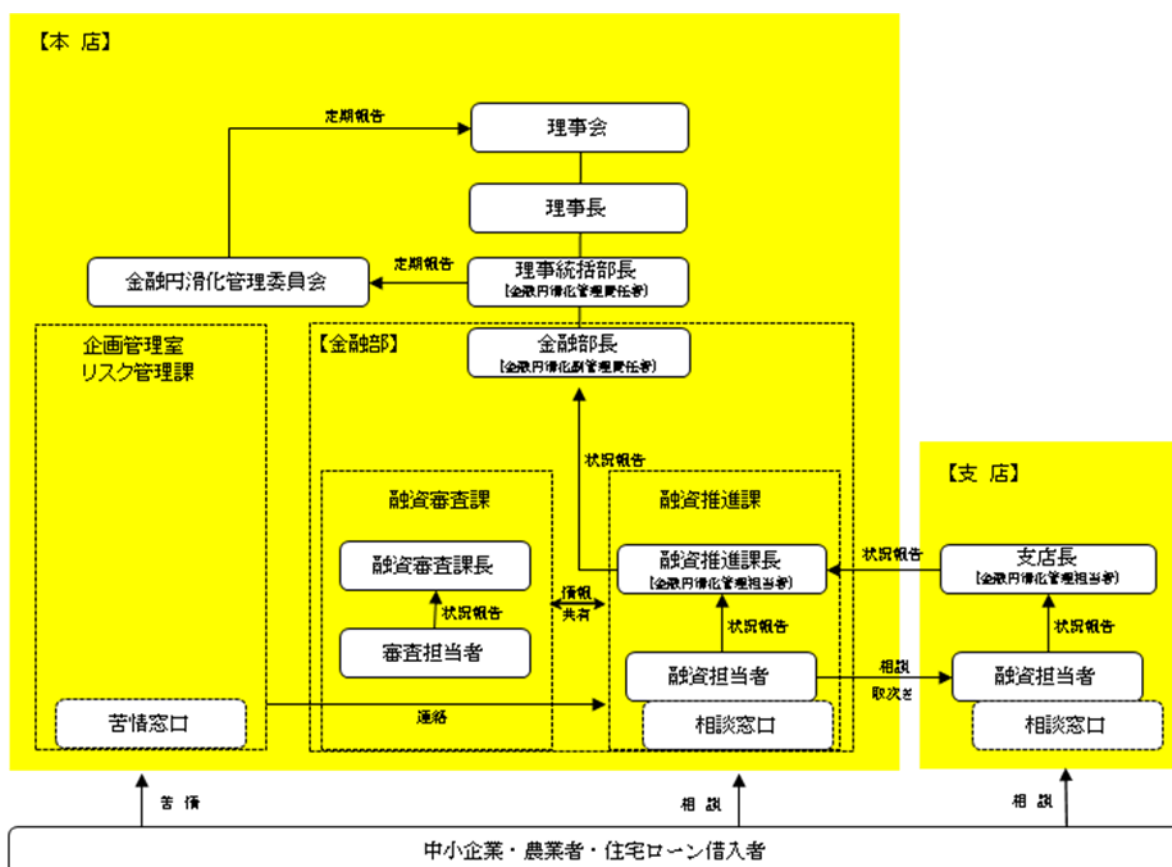 【本 店】
定期報告
理事会
理事長
金融円滑化管理委員会
定期報告
理事統括部長
[金融円滑化管理責任者]
企画管理室
リスク管理課
【金融部】
金融部長
[金融円滑化副管理責任者]
状況報告
融資審査課
融資推進課
【支 店】
融資審査課長
融資推進課長
[金融円滑化管理担当者]
状況報告
支店長
[金融円滑化管理担当者]
状況報告
情報
共有
状況報告
状況報告
審査担当者
融資担当者
相談
取次ぎ
融資担当者
苦情窓口
連絡
相談窓口
相談窓口
苦 情
相 談
相 談
中小企業・農業者・住宅ローン借入者